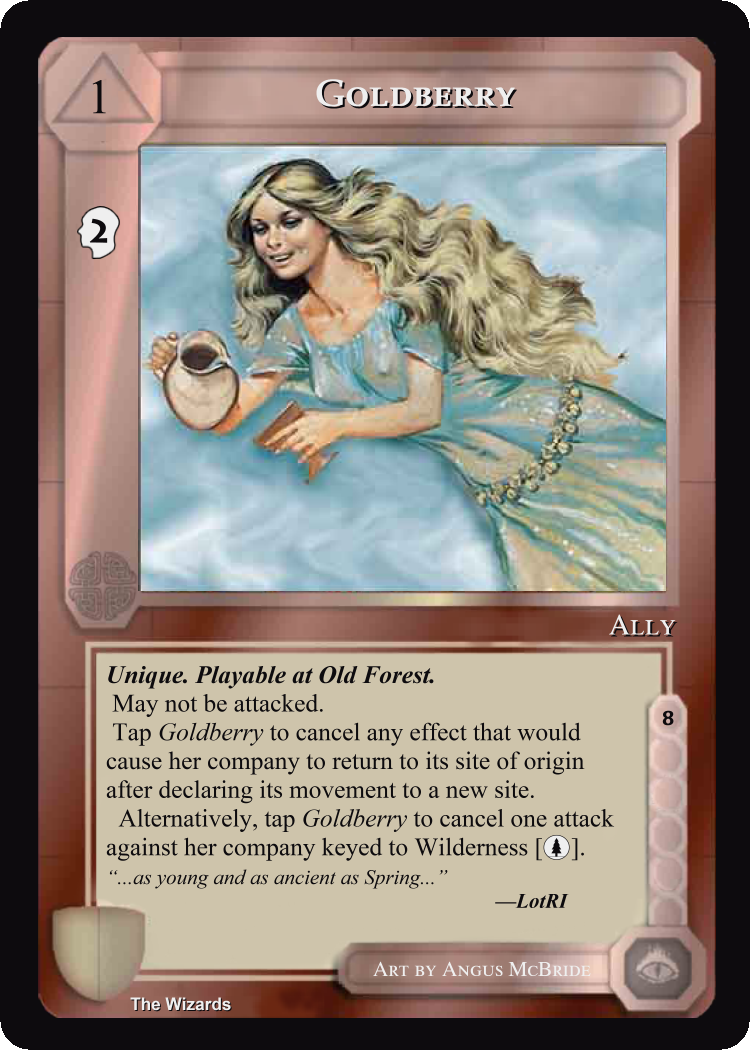 1
GOLDBERRY
2
ALLY
Unique. Playable at Old Forest.
May not be attacked.
Tap Goldberry to cancel any effect that would
cause her company to return to its site of origin
after declaring its movement to a new site.
Alternatively, tap Goldberry to cancel one attack
against her company keyed to Wilderness [ ].
“...as young and as ancient as Spring...”
—LotRI
8
ART BY ANGUS MCBRIDE
The Wizards